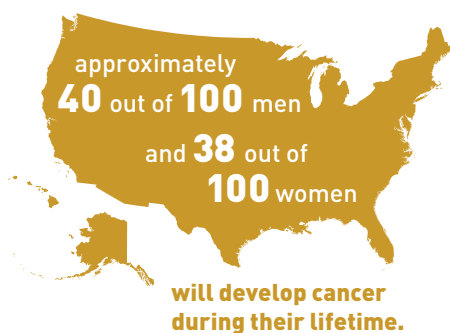 approximately
40 out of 100 men
and 38 out of
100 women
will develop cancer
during their lifetime.